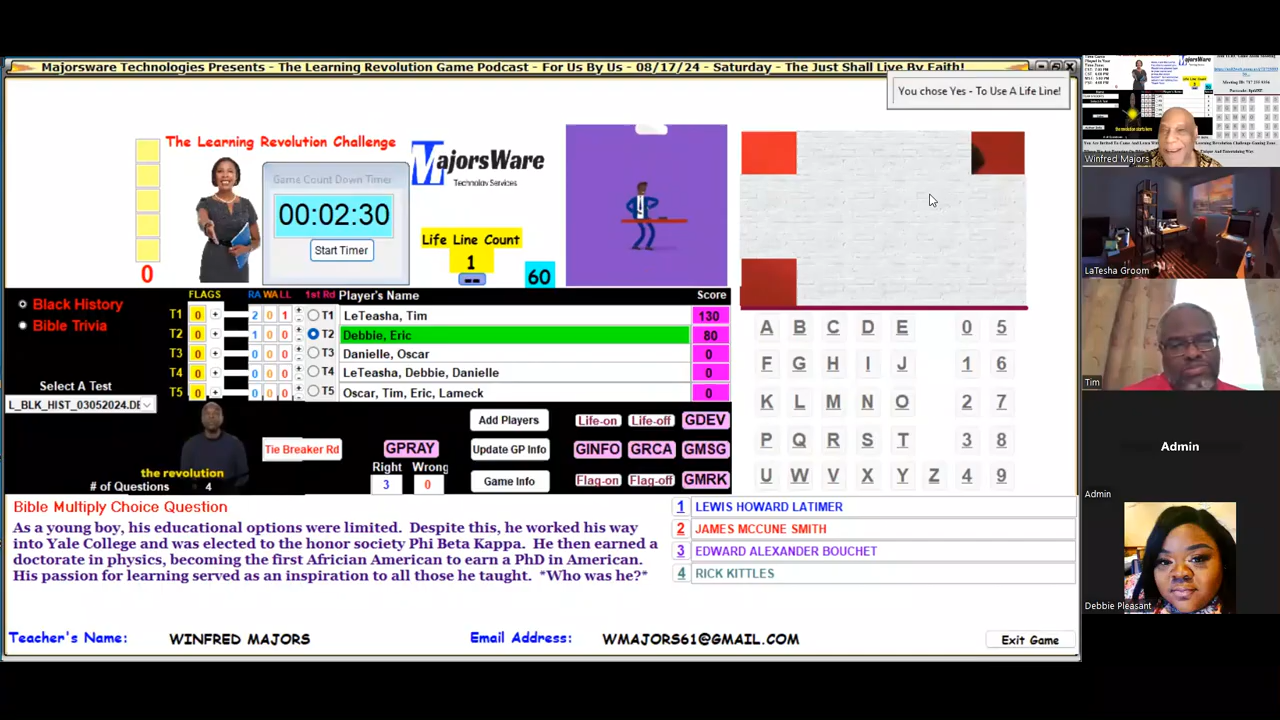 Majorsware Technologies Presents - The Learning Revolution Game Podcast - For Us By Us - 08/17/24 - Saturday - The Just Shall Live By Faith!
You chose Yes - To Use A Life Line!
The Learning Revolution Challenge
Game Count Down Timer
00:02:30
Start Timer
0
MajorsWare
Technology Services
Life Line Count
1
60
Black History
Bible Trivia
Select A Test
L_BLK_HIST_03052024.DE
FLAGS RA WA LL 1st Rd Player's Name Score
T1 0 + 2 0 1 T1 LeTeasha, Tim 130
T2 0 + 1 0 0 T2 Debbie, Eric 80
T3 0 + 0 0 0 T3 Danielle, Oscar 0
T4 0 + 0 0 0 T4 LeTeasha, Debbie, Danielle 0
T5 0 + 0 0 0 T5 Oscar, Tim, Eric, Lameck 0
the revolution
# of Questions 4
Tie Breaker Rd
GPRAY
Right Wrong
3 0
Add Players
Update GP Info
Game Info
Life-on Life-off GDEV
GINFO GRCA GMSG
Flag-on Flag-off GMRK
A B C D E 0 5
F G H I J 1 6
K L M N O 2 7
P Q R S T 3 8
U W V X Y Z 4 9
Bible Multiply Choice Question
As a young boy, his educational options were limited. Despite this, he worked his way
into Yale College and was elected to the honor society Phi Beta Kappa. He then earned a
doctorate in physics, becoming the first African American to earn a PhD in American.
His passion for learning served as an inspiration to all those he taught. *Who was he?*
1 LEWIS HOWARD LATIMER
2 JAMES MCCUNE SMITH
3 EDWARD ALEXANDER BOUCHET
4 RICK KITTLES
Teacher's Name: WINFRED MAJORS
Email Address: WMAJORS61@GMAIL.COM
Exit Game
Winfred Majors
LaTesha Groom
Tim
Admin
Admin
Debbie Pleasant